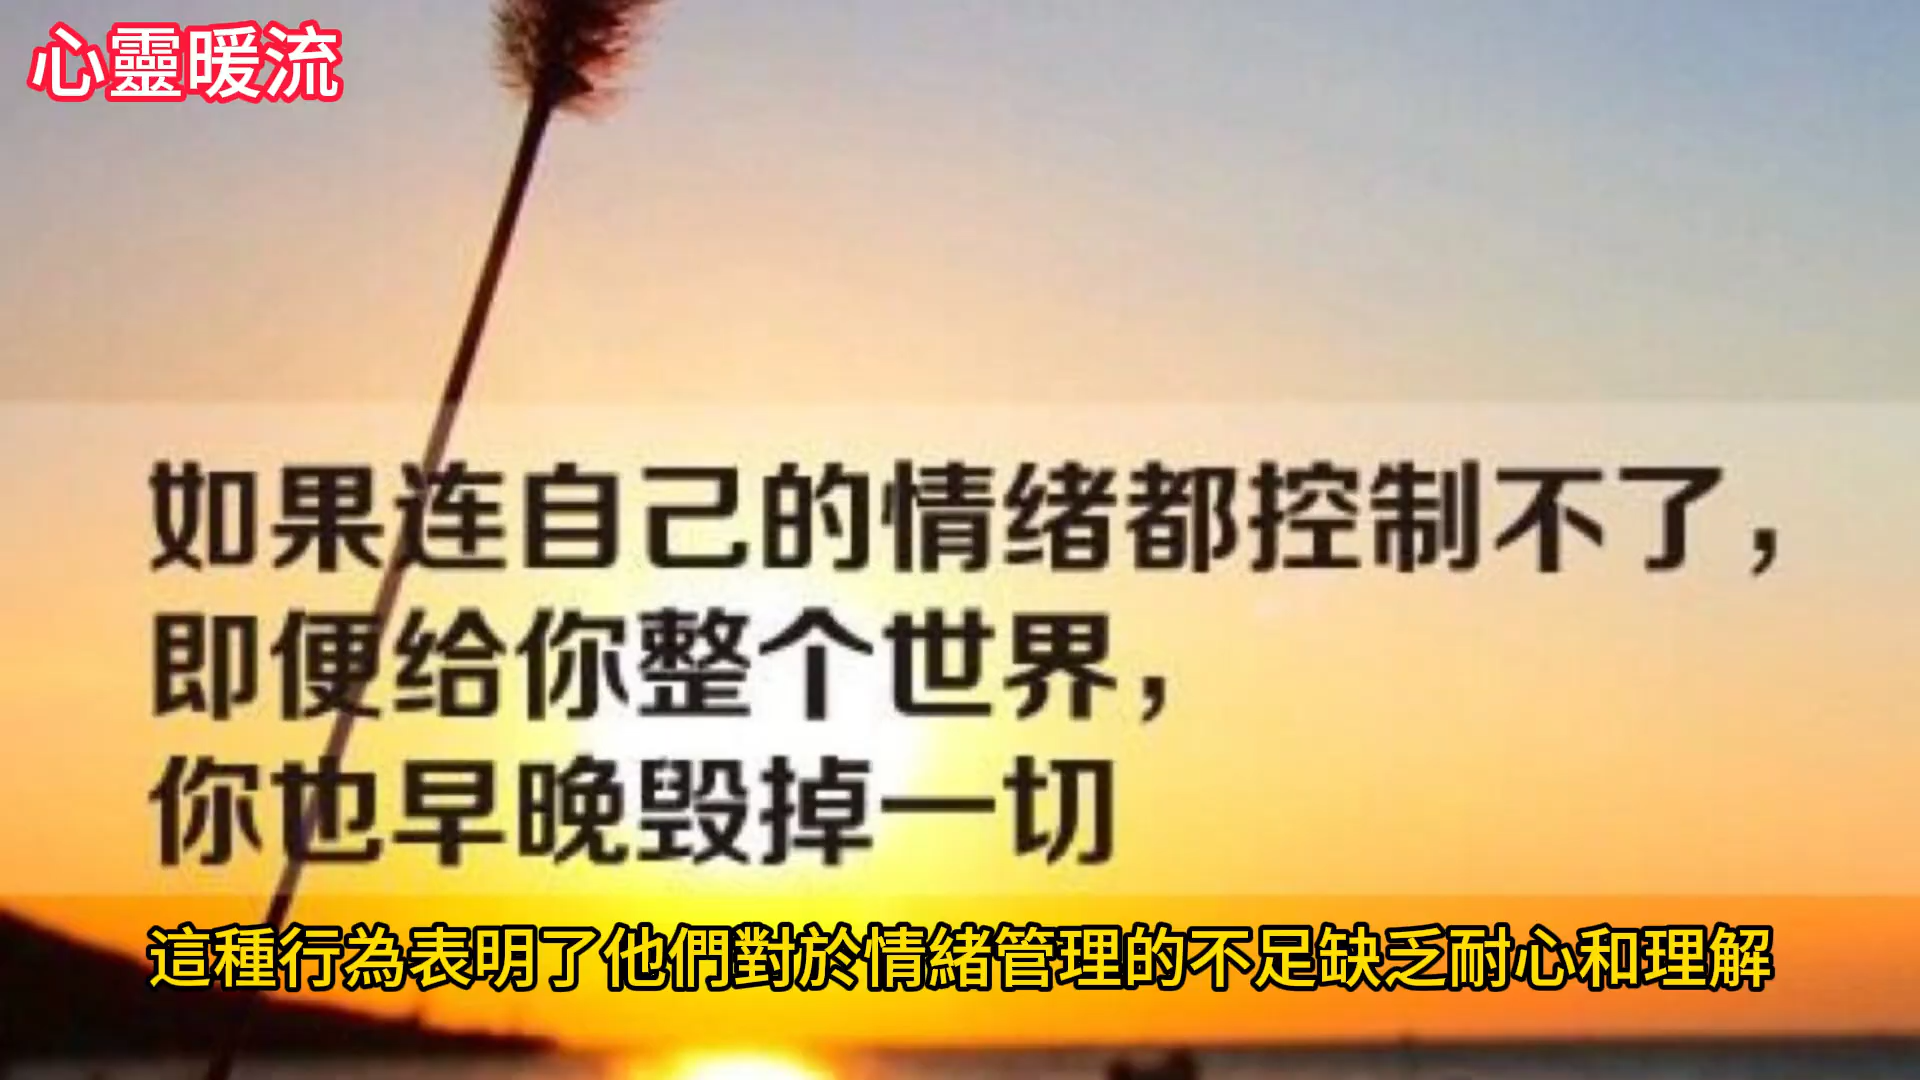 心靈暖流
如果连自己的情绪都控制不了，
即便给你整个世界，
你也早晚毁掉一切
這種行為表明了他們對於情緒管理的不足缺乏耐心和理解